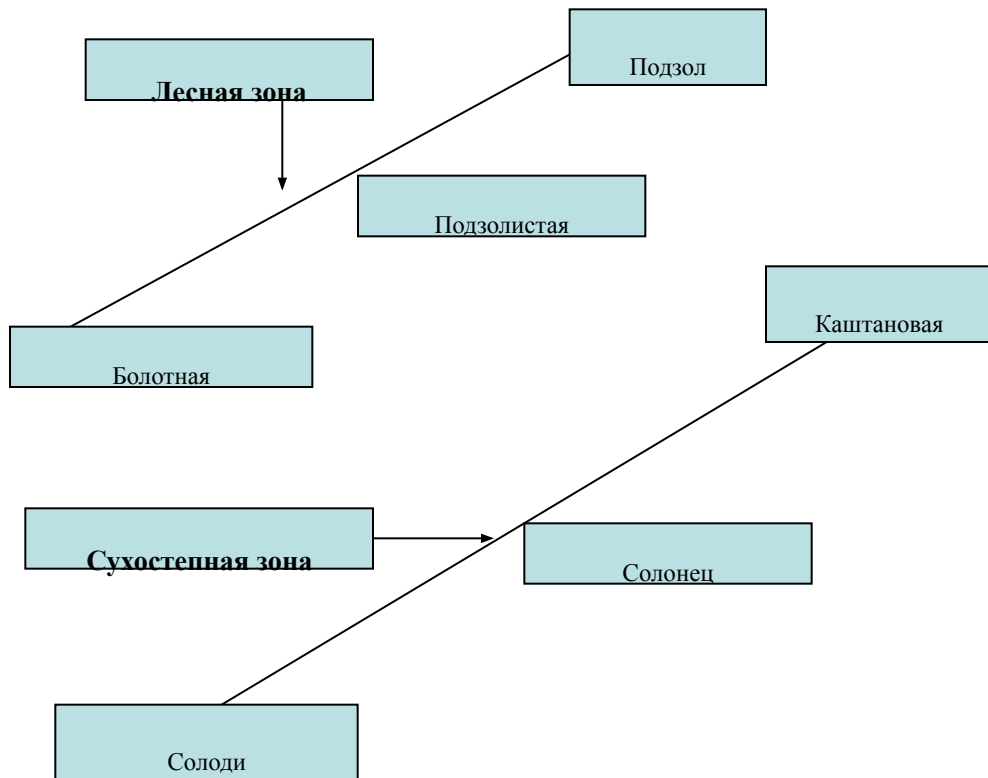 Подзол
Лесная зона
Подзолистая
Каштановая
Болотная
Сухостепная зона
Солонец
Солоди